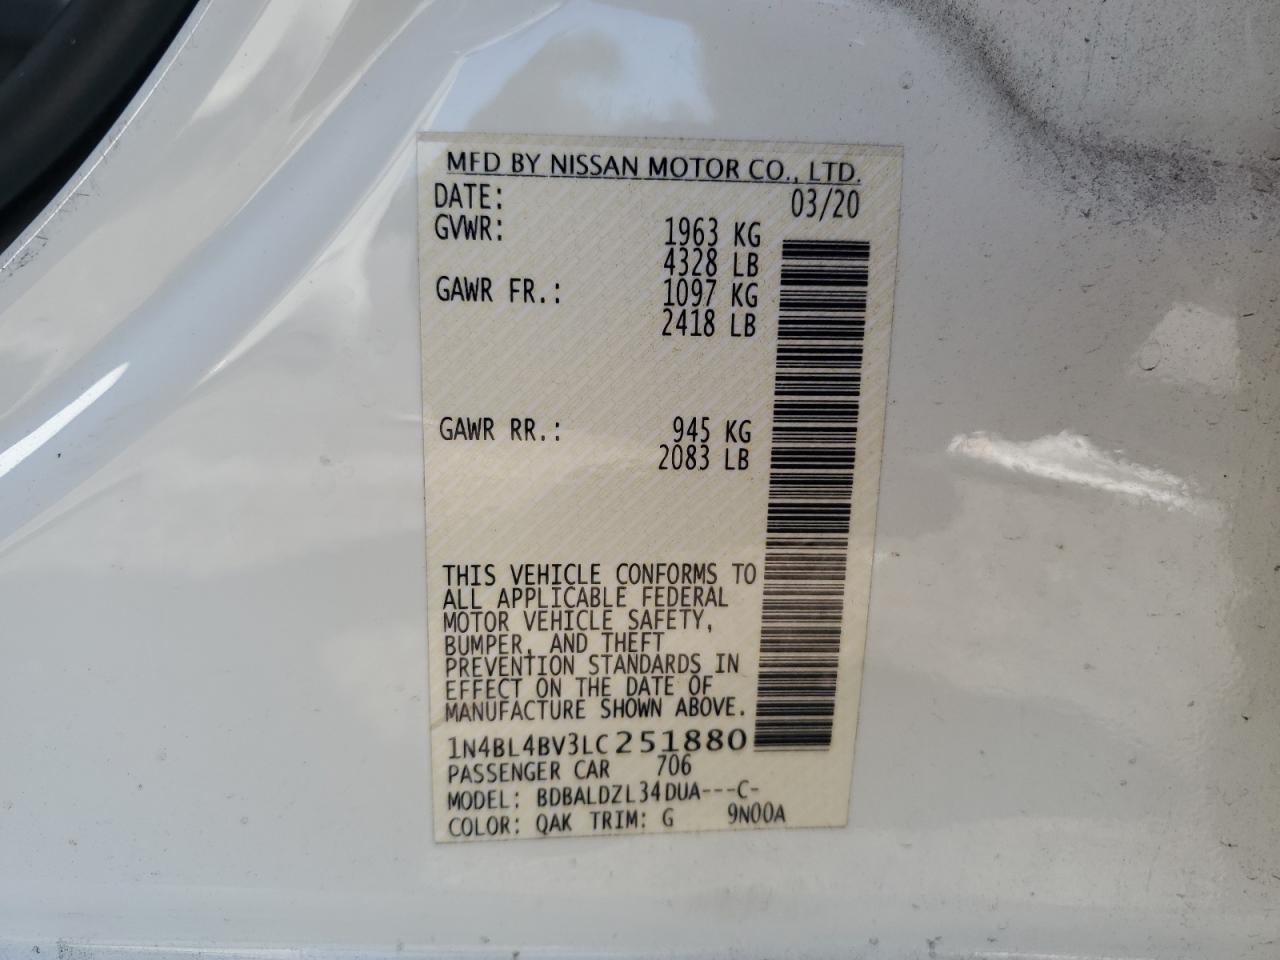 MFD BY NISSAN MOTOR CO., LTD.
DATE: 03/20
GVWR: 1963 KG
4328 LB
GAWR FR.: 1097 KG
2418 LB
GAWR RR.: 945 KG
2083 LB
THIS VEHICLE CONFORMS TO
ALL APPLICABLE FEDERAL
MOTOR VEHICLE SAFETY,
BUMPER, AND THEFT
PREVENTION STANDARDS IN
EFFECT ON THE DATE OF
MANUFACTURE SHOWN ABOVE.
1N4BL4BV3LC251880
PASSENGER CAR 706
MODEL: BDBALDZL34DUA---C-
COLOR: QAK TRIM: G 9N00A